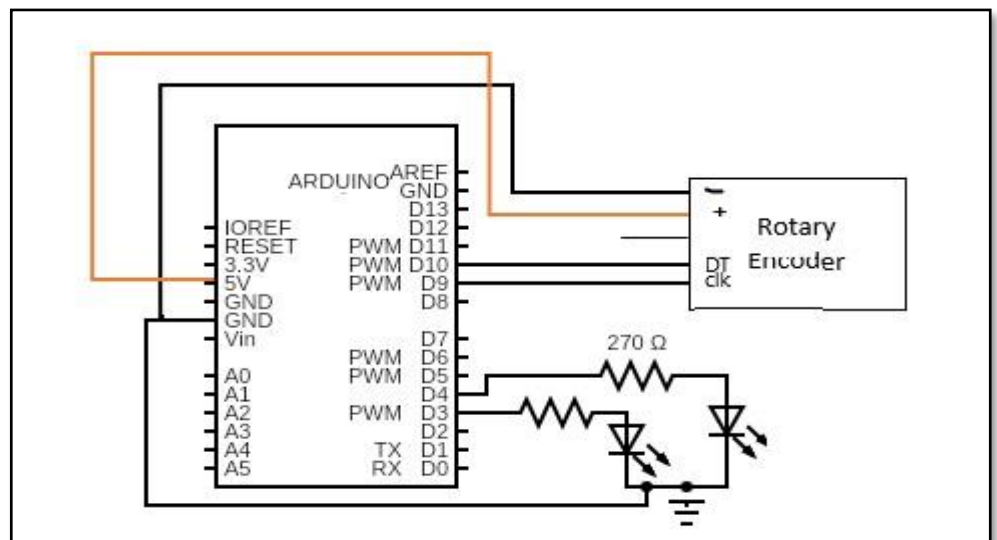 ARDUINO
AREF
GND
D13
IOREF
D12
RESET
PWM D11
3.3V
PWM D10
5V
PWM D9
GND
D8
GND
Vin
D7
PWM D6
A0
PWM D5
A1
D4
A2
PWM D3
A3
D2
A4
TX D1
A5
RX D0
−
+
Rotary
Encoder
DT
clk
270 Ω